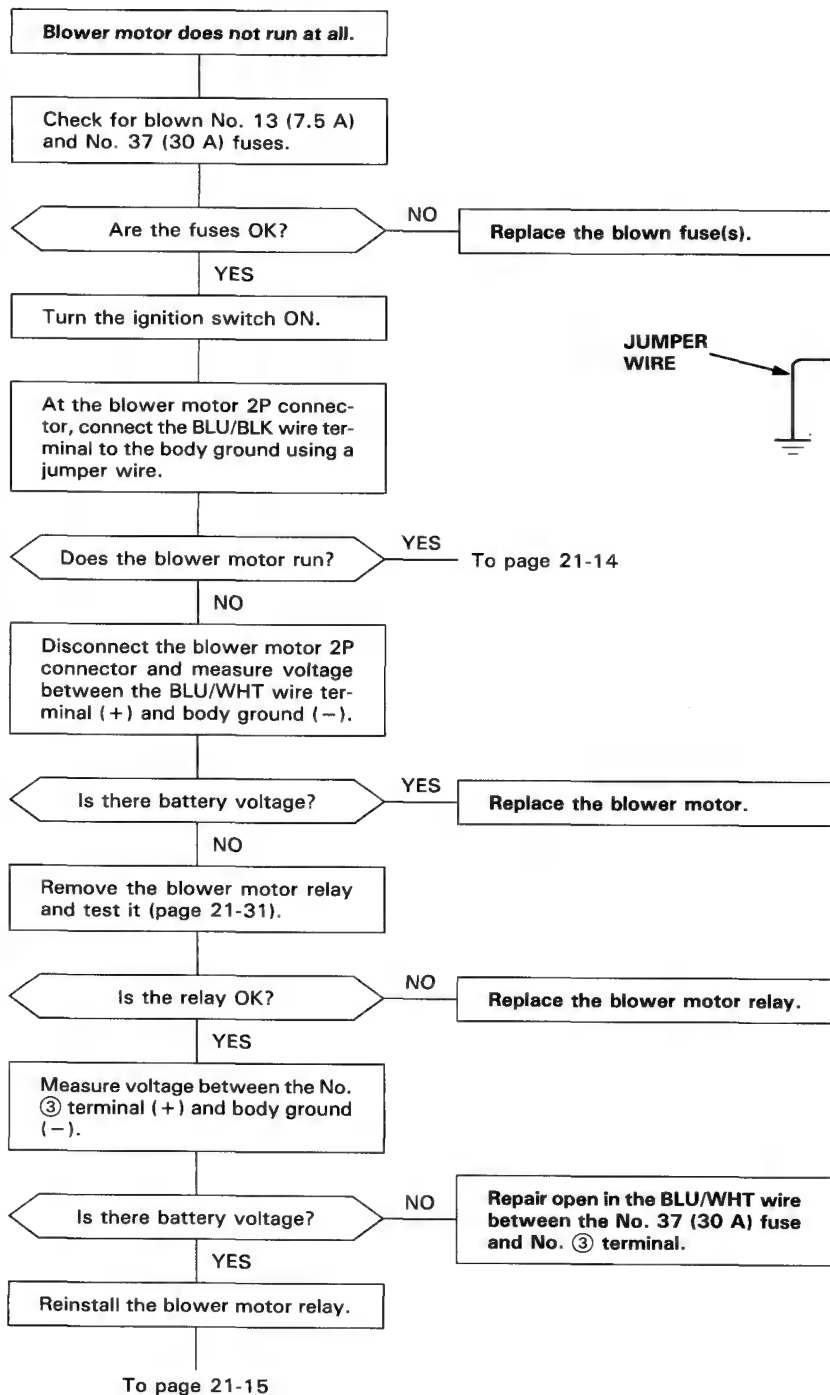 Blower motor does not run at all.
Check for blown No. 13 (7.5 A)
and No. 37 (30 A) fuses.
Are the fuses OK?
NO
Replace the blown fuse(s).
YES
Turn the ignition switch ON.
JUMPER
WIRE
At the blower motor 2P connec-
tor, connect the BLU/BLK wire ter-
minal to the body ground using a
jumper wire.
Does the blower motor run?
YES
To page 21-14
NO
Disconnect the blower motor 2P
connector and measure voltage
between the BLU/WHT wire ter-
minal (+) and body ground (−).
Is there battery voltage?
YES
Replace the blower motor.
NO
Remove the blower motor relay
and test it (page 21-31).
Is the relay OK?
NO
Replace the blower motor relay.
YES
Measure voltage between the No.
③ terminal (+) and body ground
(−).
Is there battery voltage?
NO
Repair open in the BLU/WHT wire
between the No. 37 (30 A) fuse
and No. ③ terminal.
YES
Reinstall the blower motor relay.
To page 21-15